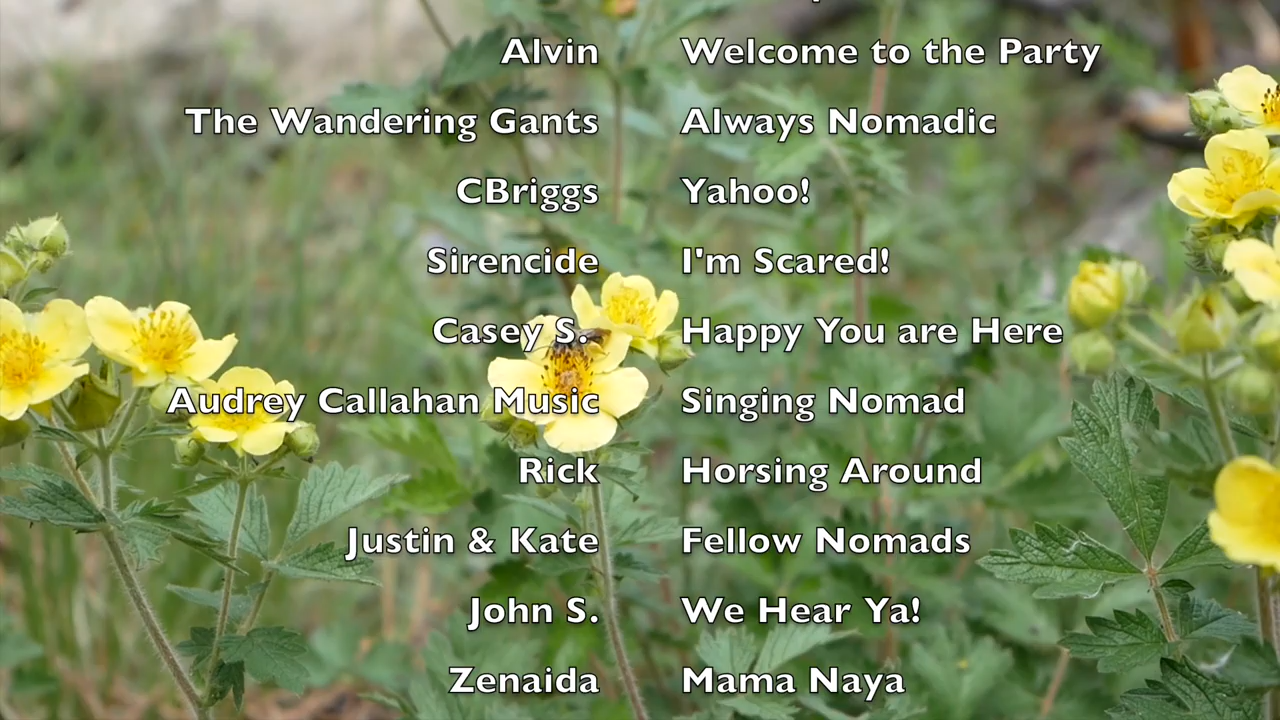 Alvin Welcome to the Party
The Wandering Gants Always Nomadic
CBriggs Yahoo!
Sirencide I'm Scared!
Casey S. Happy You are Here
Audrey Callahan Music Singing Nomad
Rick Horsing Around
Justin & Kate Fellow Nomads
John S. We Hear Ya!
Zenaida Mama Naya